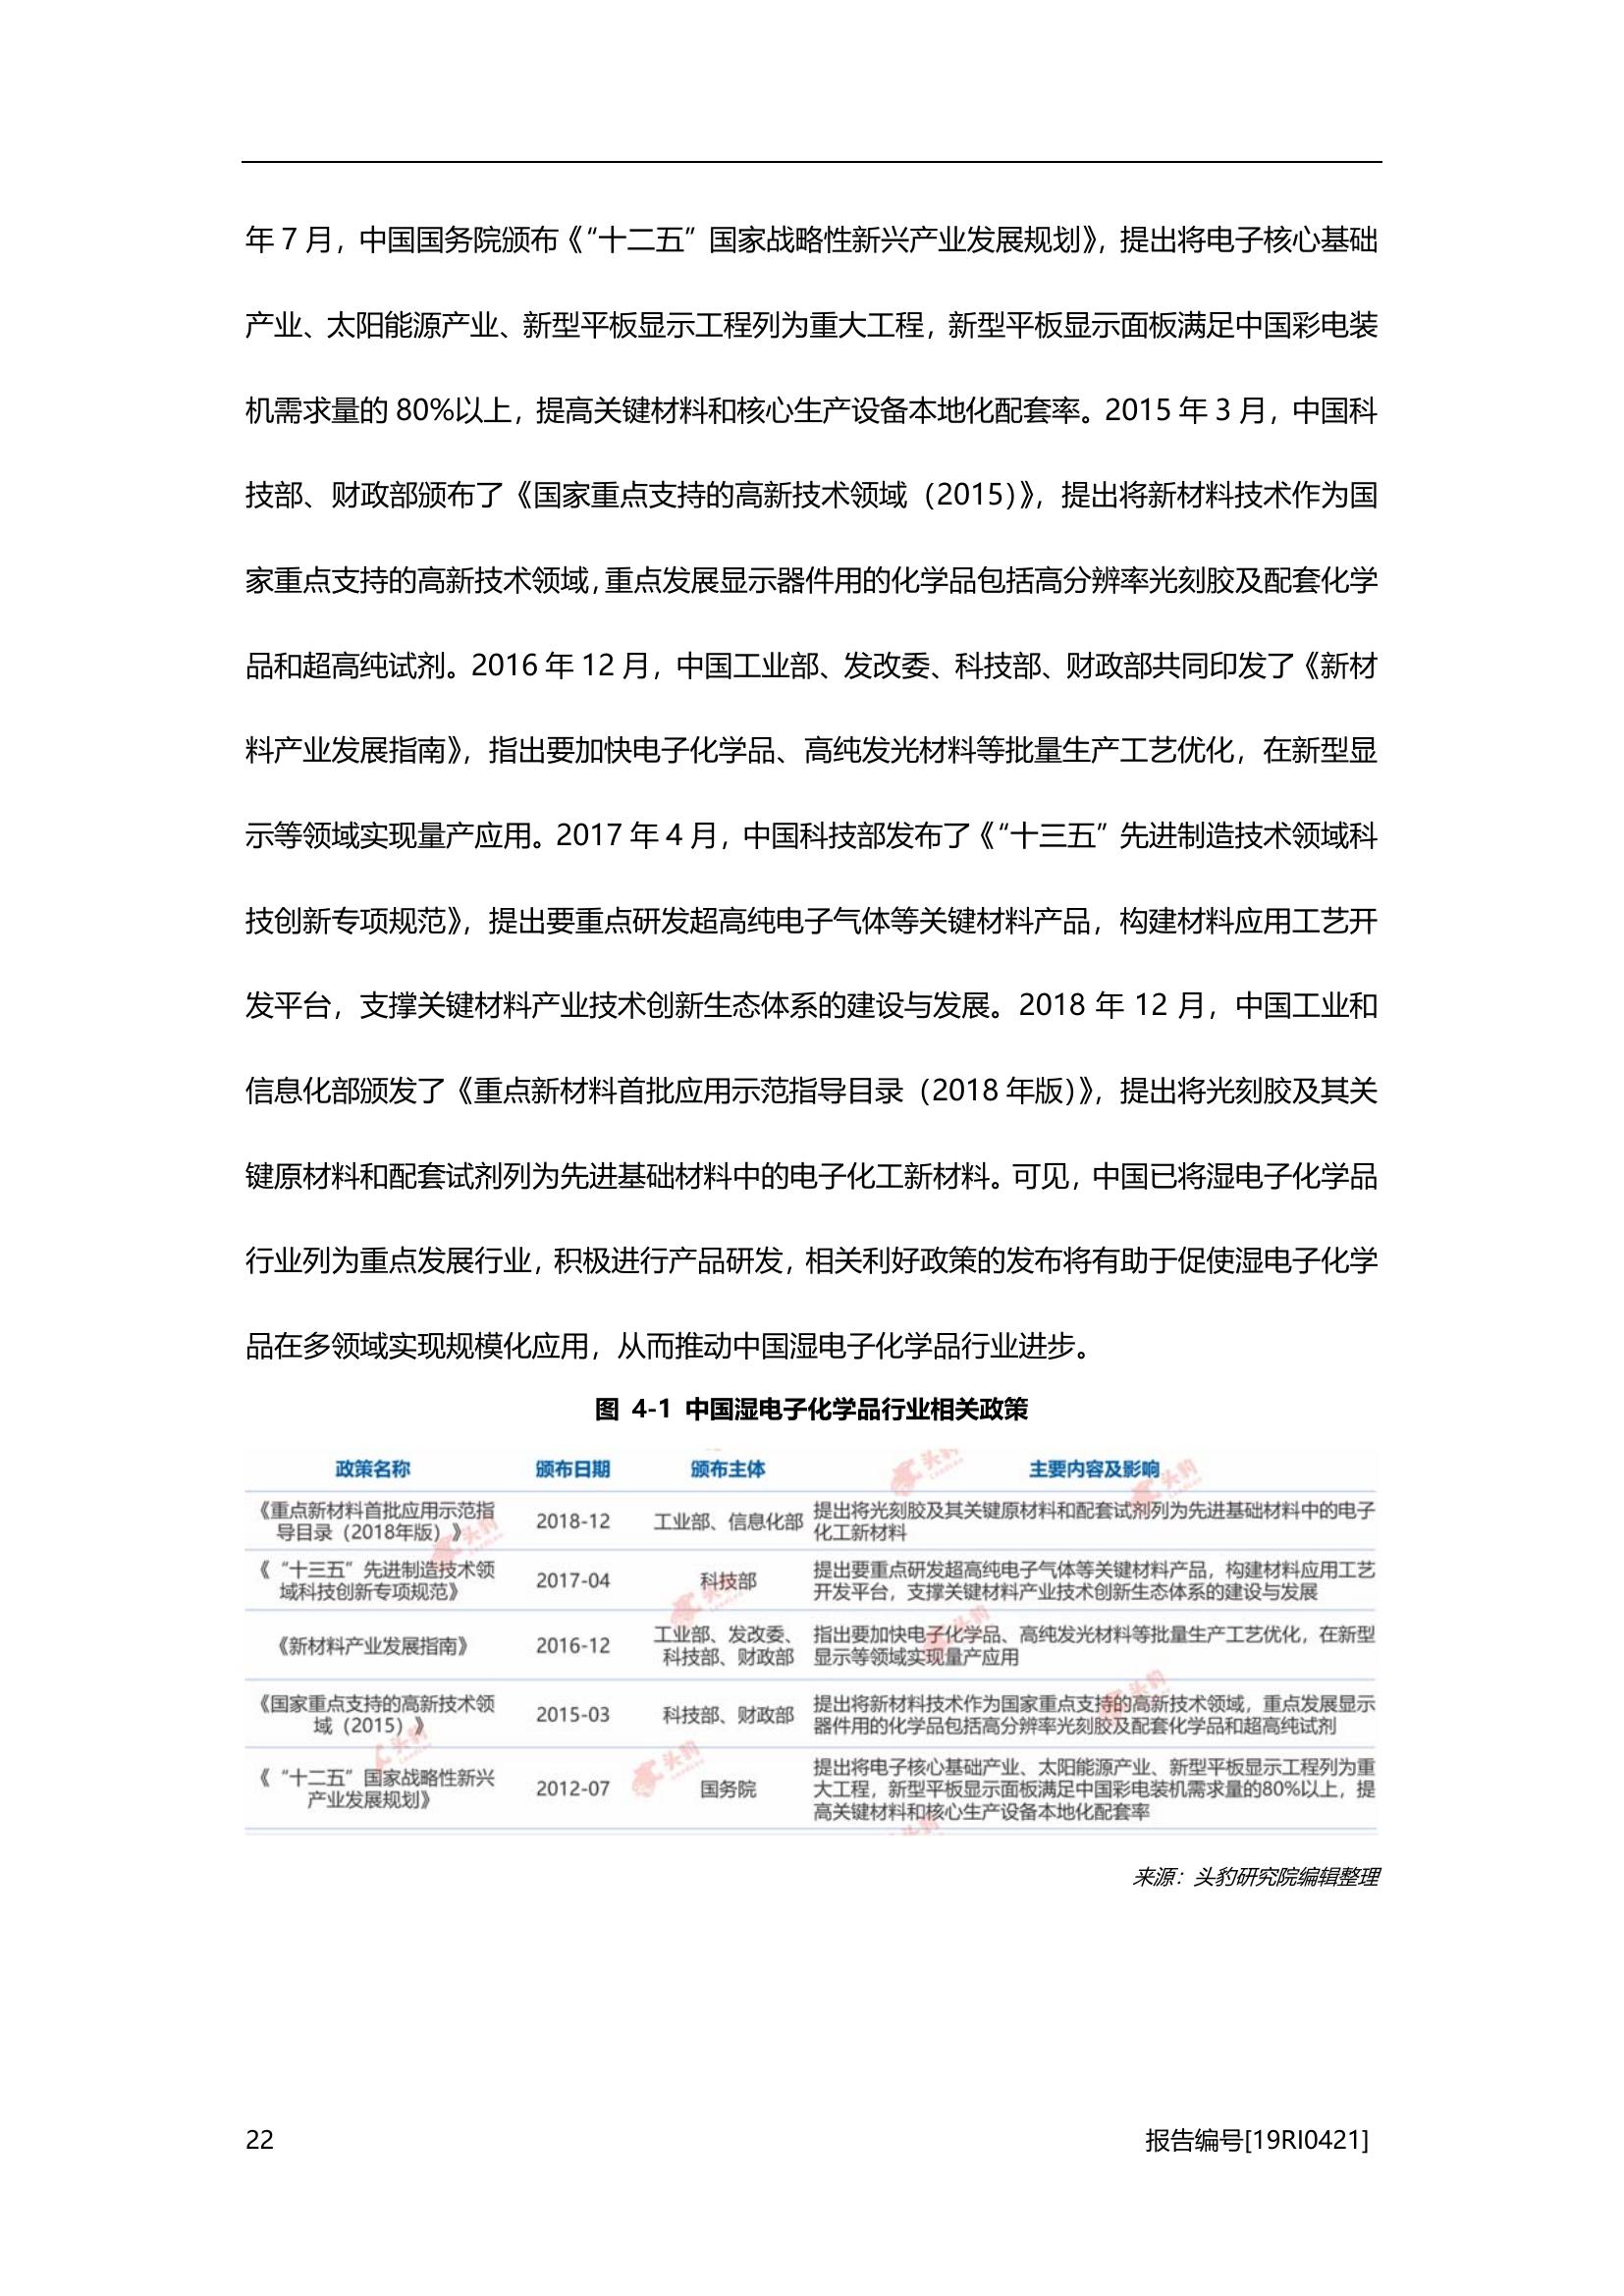 年 7 月，中国国务院颁布《“十二五”国家战略性新兴产业发展规划》，提出将电子核心基础
产业、太阳能源产业、新型平板显示工程列为重大工程，新型平板显示面板满足中国彩电装
机需求量的 80%以上，提高关键材料和核心生产设备本地化配套率。2015 年 3 月，中国科
技部、财政部颁布了《国家重点支持的高新技术领域（2015）》，提出将新材料技术作为国
家重点支持的高新技术领域，重点发展显示器件用的化学品包括高分辨率光刻胶及配套化学
品和超高纯试剂。2016 年 12 月，中国工业部、发改委、科技部、财政部共同印发了《新材
料产业发展指南》，指出要加快电子化学品、高纯发光材料等批量生产工艺优化，在新型显
示等领域实现量产应用。2017 年 4 月，中国科技部发布了《“十三五”先进制造技术领域科
技创新专项规范》，提出要重点研发超高纯电子气体等关键材料产品，构建材料应用工艺开
发平台，支撑关键材料产业技术创新生态体系的建设与发展。2018 年 12 月，中国工业和
信息化部颁发了《重点新材料首批应用示范指导目录（2018 年版）》，提出将光刻胶及其关
键原材料和配套试剂列为先进基础材料中的电子化工新材料。可见，中国已将湿电子化学品
行业列为重点发展行业，积极进行产品研发，相关利好政策的发布将有助于促使湿电子化学
品在多领域实现规模化应用，从而推动中国湿电子化学品行业进步。
图 4-1 中国湿电子化学品行业相关政策
政策名称 颁布日期 颁布主体 主要内容及影响
《重点新材料首批应用示范指
导目录（2018年版）》
2018-12
工业部、信息化部
提出将光刻胶及其关键原材料和配套试剂列为先进基础材料中的电子
化工新材料
《“十三五”先进制造技术领
域科技创新专项规范》
2017-04
科技部
提出要重点研发超高纯电子气体等关键材料产品，构建材料应用工艺
开发平台，支撑关键材料产业技术创新生态体系的建设与发展
《新材料产业发展指南》
2016-12
工业部、发改委、
科技部、财政部
指出要加快电子化学品、高纯发光材料等批量生产工艺优化，在新型
显示等领域实现量产应用
《国家重点支持的高新技术领
域（2015）》
2015-03
科技部、财政部
提出将新材料技术作为国家重点支持的高新技术领域，重点发展显示
器件用的化学品包括高分辨率光刻胶及配套化学品和超高纯试剂
《“十二五”国家战略性新兴
产业发展规划》
2012-07
国务院
提出将电子核心基础产业、太阳能源产业、新型平板显示工程列为重
大工程，新型平板显示面板满足中国彩电装机需求量的80%以上，提
高关键材料和核心生产设备本地化配套率
来源：头豹研究院编辑整理
22
报告编号[19RI0421]